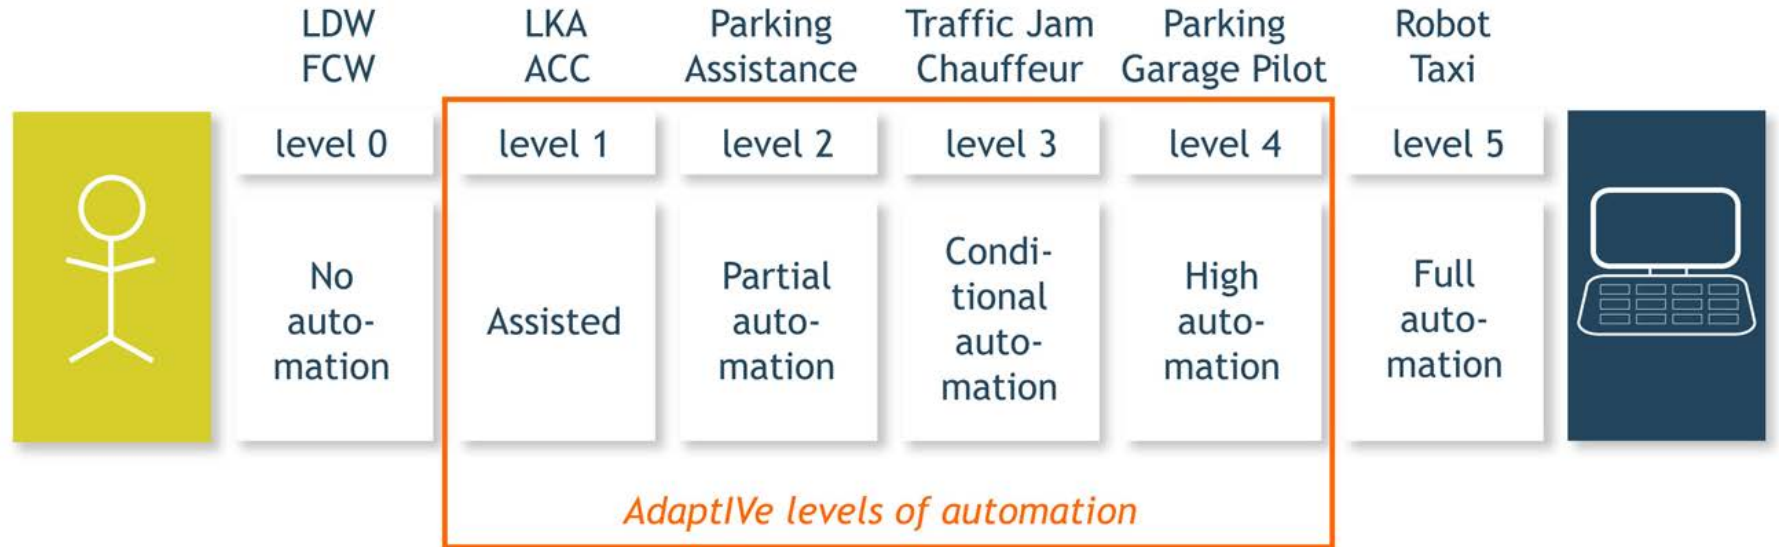 LDW
FCW
LKA
ACC
Parking
Assistance
Traffic Jam
Chauffeur
Parking
Garage Pilot
Robot
Taxi
level 0
level 1
level 2
level 3
level 4
level 5
No
auto-
mation
Assisted
Partial
auto-
mation
Condi-
tional
auto-
mation
High
auto-
mation
Full
auto-
mation
AdaptIVe levels of automation